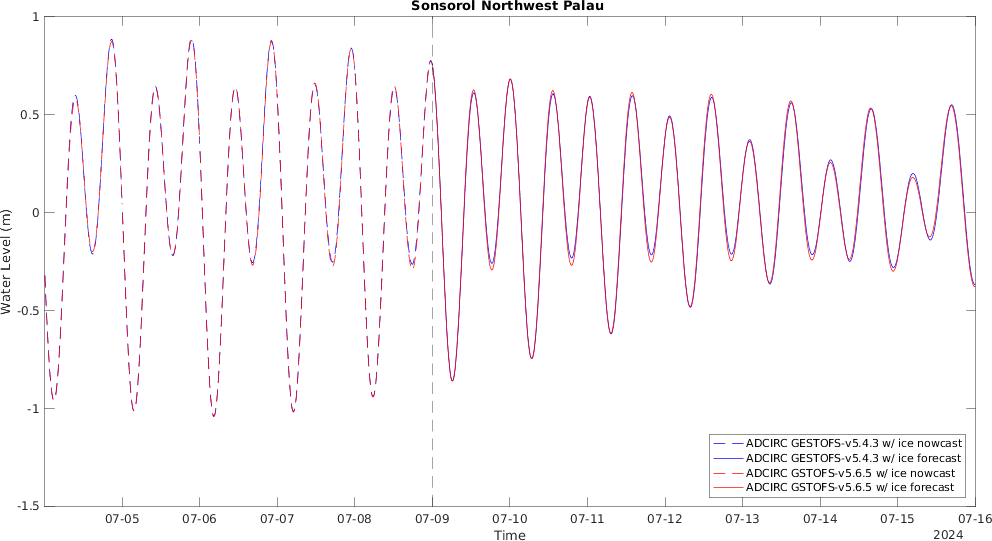 Sonsorol Northwest Palau
1
0.5
0
-0.5
-1
-1.5
Water Level (m)
07-05 07-06 07-07 07-08 07-09 07-10 07-11 07-12 07-13 07-14 07-15 07-16
Time
2024
ADCIRC GESTOFS-v5.4.3 w/ ice nowcast
ADCIRC GESTOFS-v5.4.3 w/ ice forecast
ADCIRC GSTOFS-v5.6.5 w/ ice nowcast
ADCIRC GSTOFS-v5.6.5 w/ ice forecast